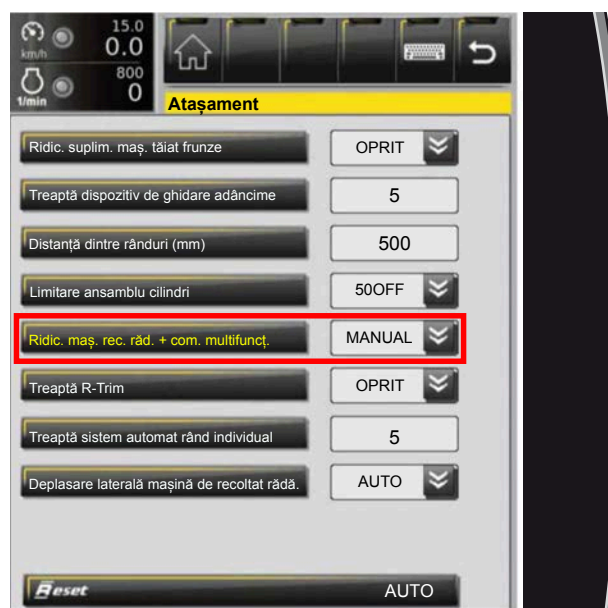 15.0
km/h 0.0
800
1/min 0
Atașament
Ridic. suplim. maș. tăiat frunze OPRIT
Treaptă dispozitiv de ghidare adâncime 5
Distanță dintre rânduri (mm) 500
Limitare ansamblu cilindri 50OFF
Ridic. maș. rec. răd. + com. multifuncț. MANUAL
Treaptă R-Trim OPRIT
Treaptă sistem automat rând individual 5
Deplasare laterală mașină de recoltat rădă. AUTO
Reset AUTO